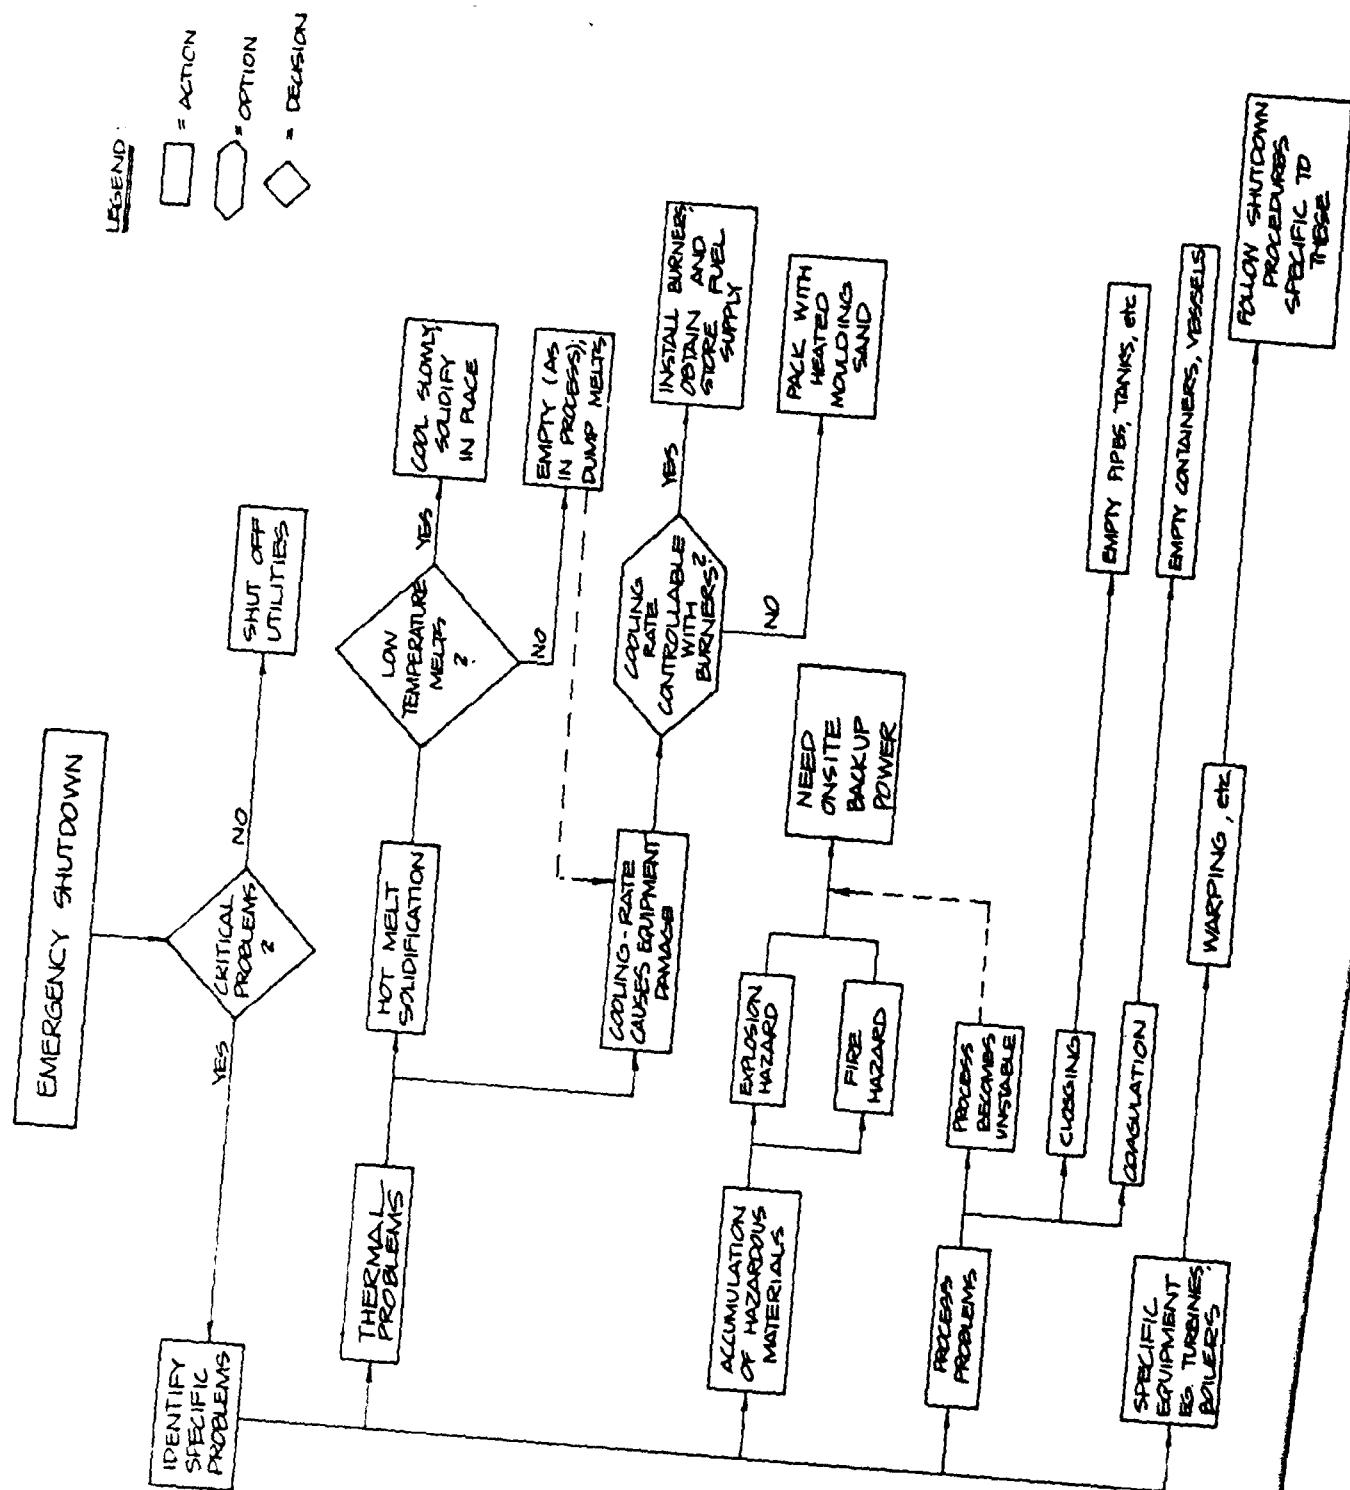 EMERGENCY SHUTDOWN
LEGEND:
= ACTION
= OPTION
= DECISION
CRITICAL
PROBLEMS
?
YES
NO
SHUT OFF
UTILITIES
IDENTIFY
SPECIFIC
PROBLEMS
THERMAL
PROBLEMS
HOT MELT
SOLIDIFICATION
LOW
TEMPERATURE
MELTS
?
YES
COOL SLOWLY,
SOLIDIFY
IN PLACE
NO
EMPTY (AS
IN PROCESS);
DUMP MELTS
COOLING-RATE
CAUSES EQUIPMENT
DAMAGE
COOLING
RATE
CONTROLLABLE
WITH
BURNERS?
YES
INSTALL BURNERS;
OBTAIN AND
STORE FUEL
SUPPLY
NO
PACK WITH
HEATED
MOULDING
SAND
ACCUMULATION
OF HAZARDOUS
MATERIALS
EXPLOSION
HAZARD
FIRE
HAZARD
NEED
ONSITE
BACKUP
POWER
PROCESS
PROBLEMS
PROCESS
BECOMES
UNSTABLE
CLOGGING
EMPTY PIPES, TANKS, etc
COAGULATION
EMPTY CONTAINERS, VESSELS
SPECIFIC
EQUIPMENT
EG. TURBINES,
BOILERS
WARPING, etc
FOLLOW SHUTDOWN
PROCEDURES
SPECIFIC TO
THESE